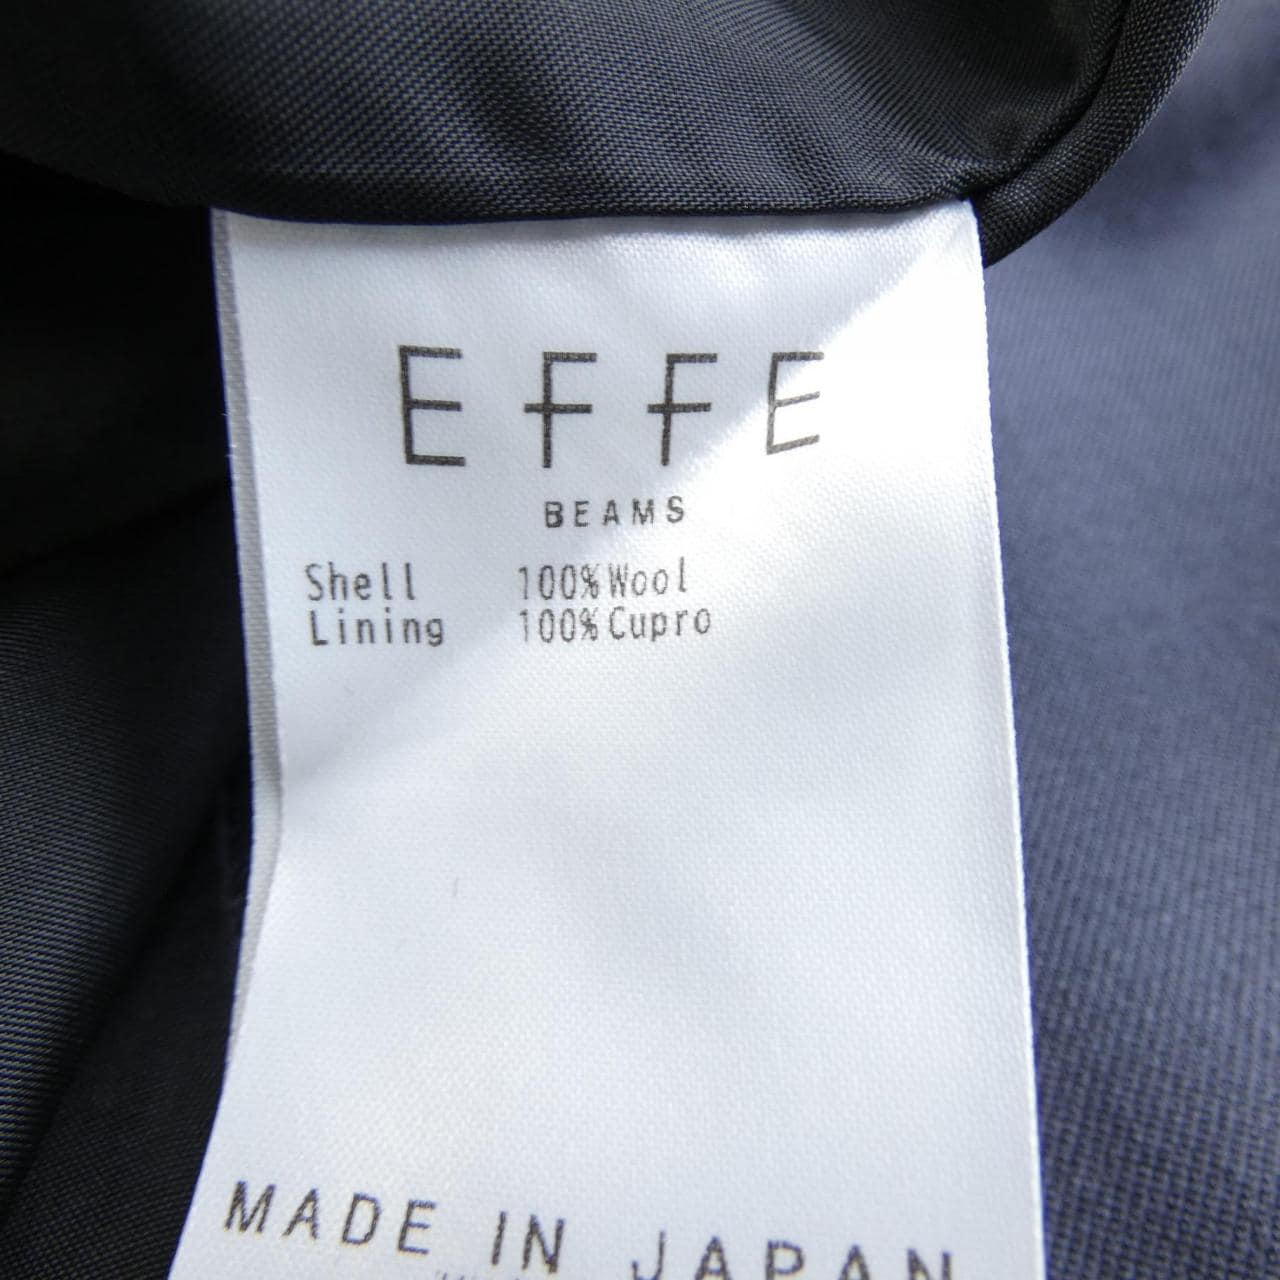 EFFE
BEAMS
Shell 100%Wool
Lining 100%Cupro
MADE IN JAPAN